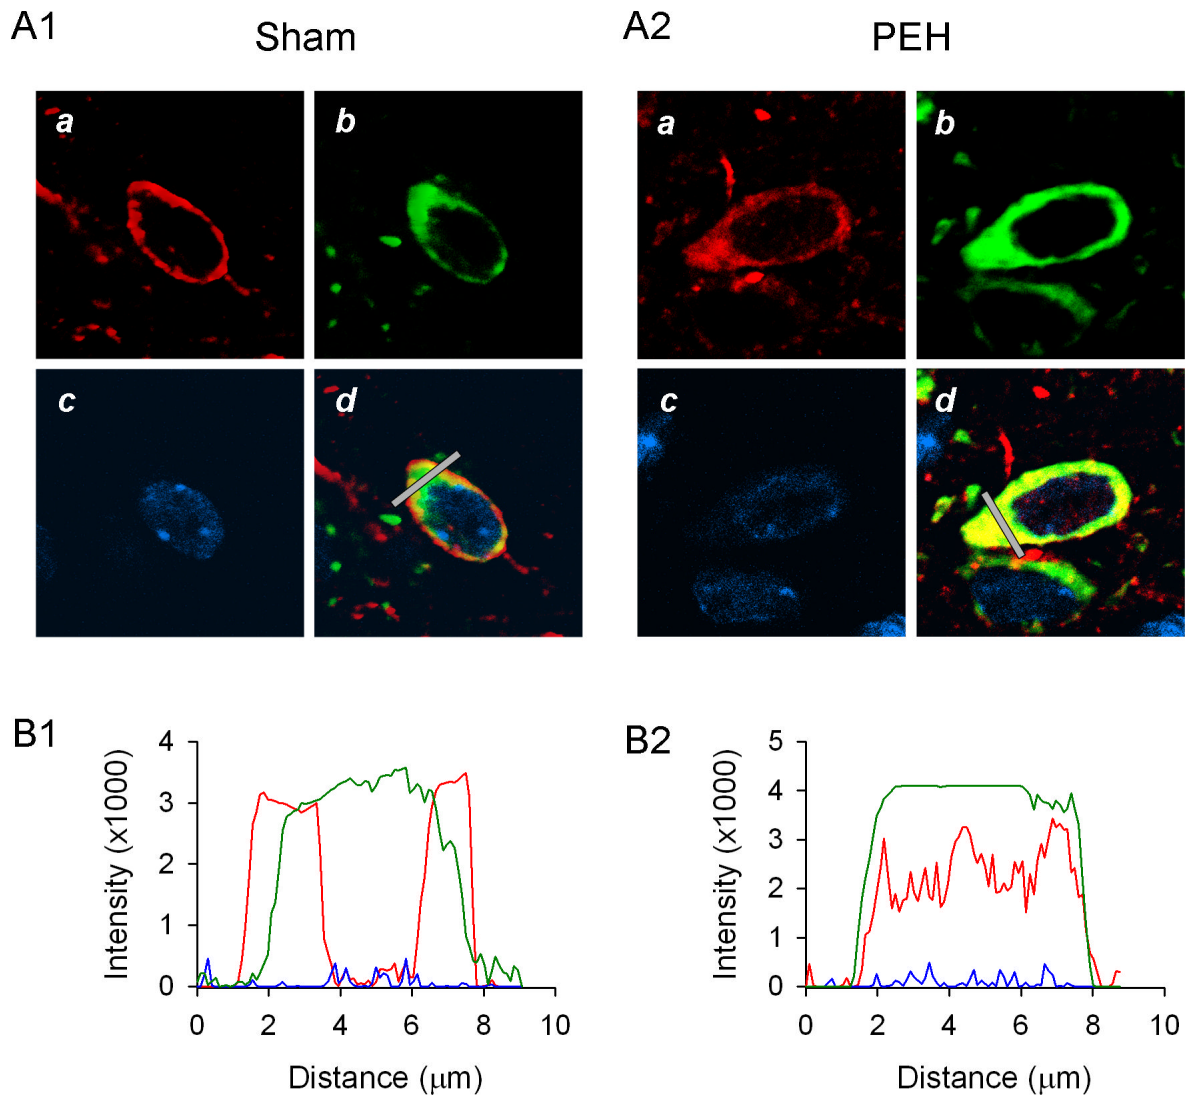 A1
Sham
A2
PEH
a
b
a
b
c
d
c
d
B1
Intensity (x1000)
4
3
2
1
0
0 2 4 6 8 10
Distance (μm)
B2
Intensity (x1000)
5
4
3
2
1
0
0 2 4 6 8 10
Distance (μm)